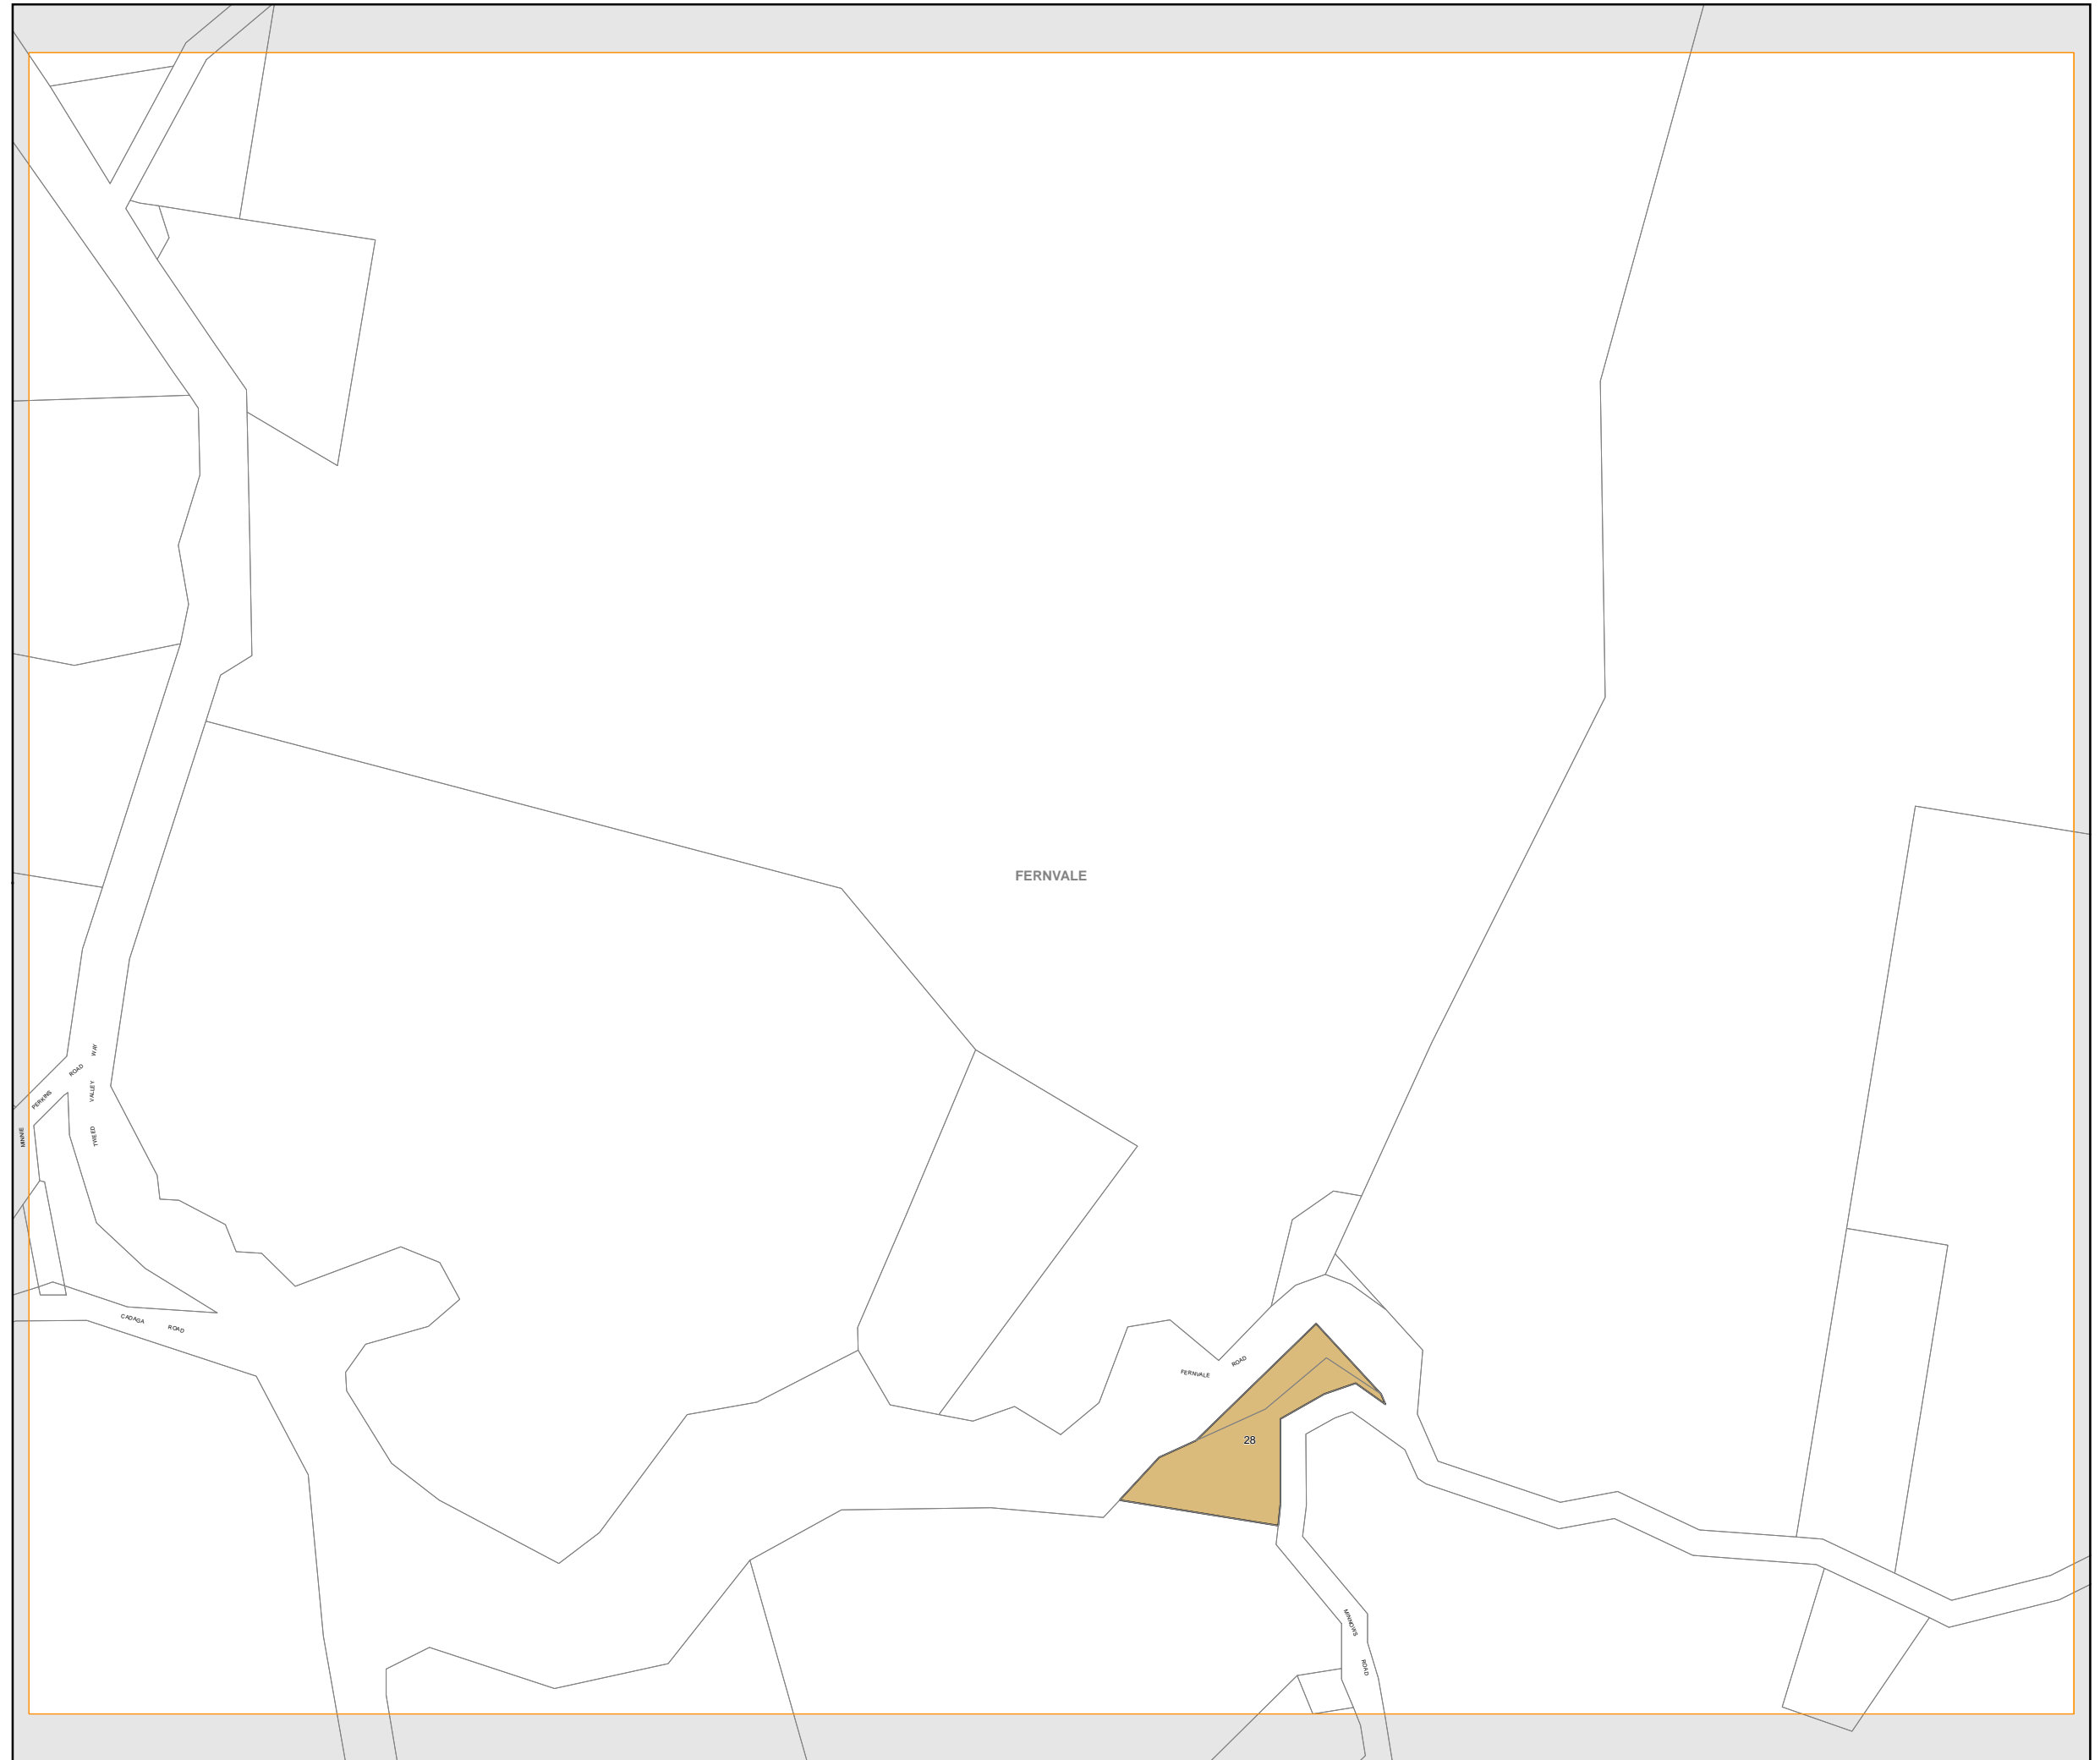 FERNVALE
WAY
ROAD
PERKINS
VALLEY
MINNIE
TWEED
CADAGA ROAD
FERNVALE ROAD
28
MINNOWS
ROAD